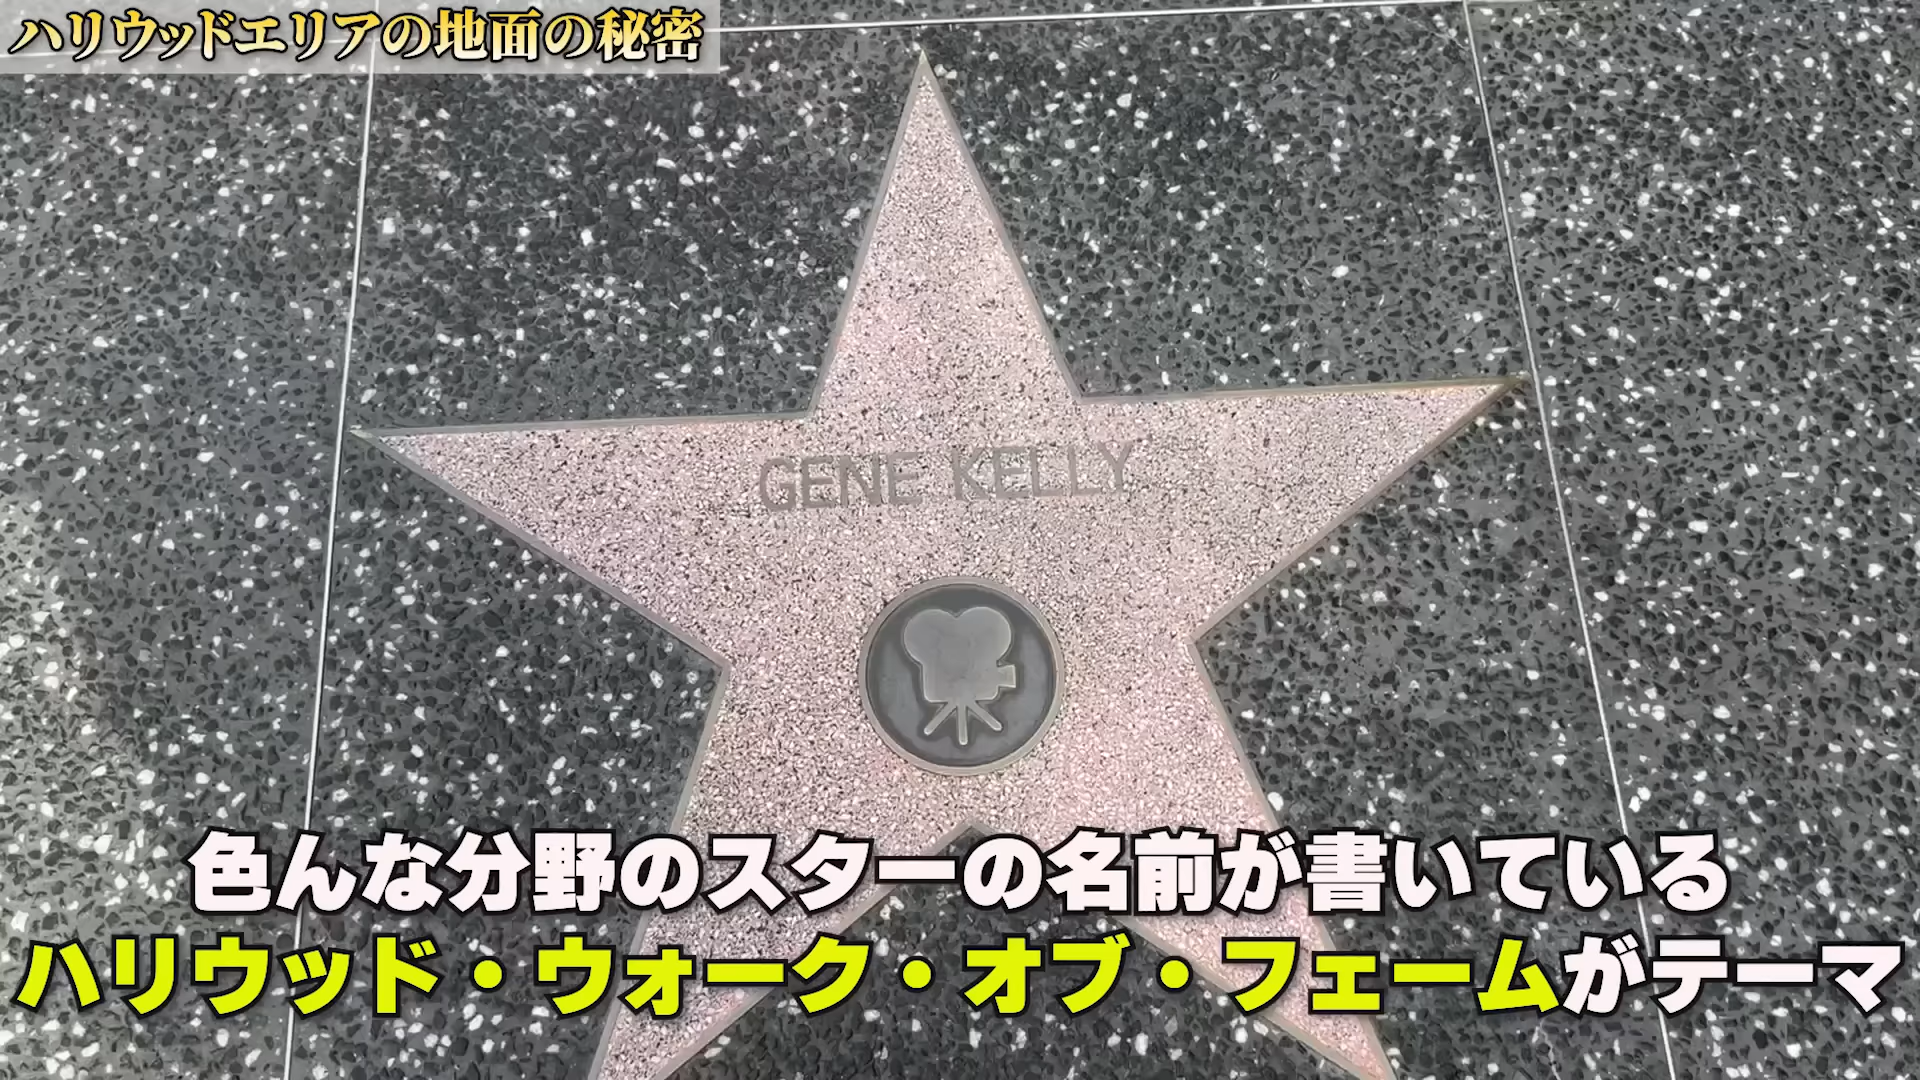 ハリウッドエリアの地面の秘密
GENE KELLY
色んな分野のスターの名前が書いている
ハリウッド・ウォーク・オブ・フェームがテーマ